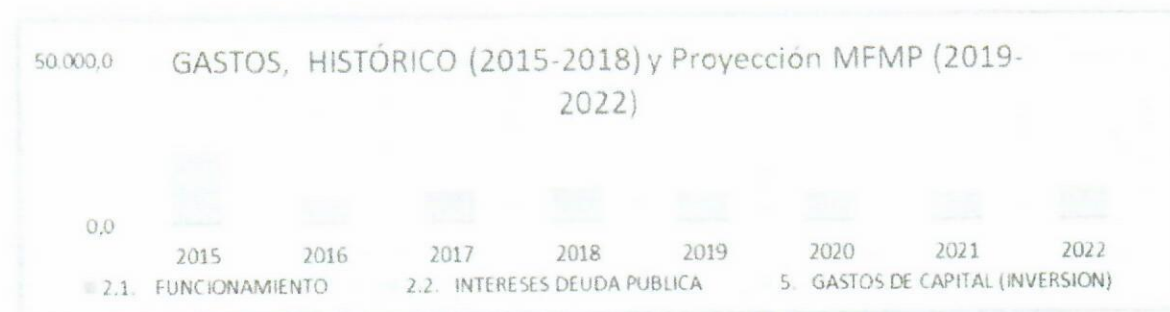 GASTOS, HISTÓRICO (2015-2018) y Proyección MFMP (2019-
2022)
50.000,0
0,0
2015 2016 2017 2018 2019 2020 2021 2022
2.1. FUNCIONAMIENTO 2.2. INTERESES DEUDA PUBLICA 5. GASTOS DE CAPITAL (INVERSION)